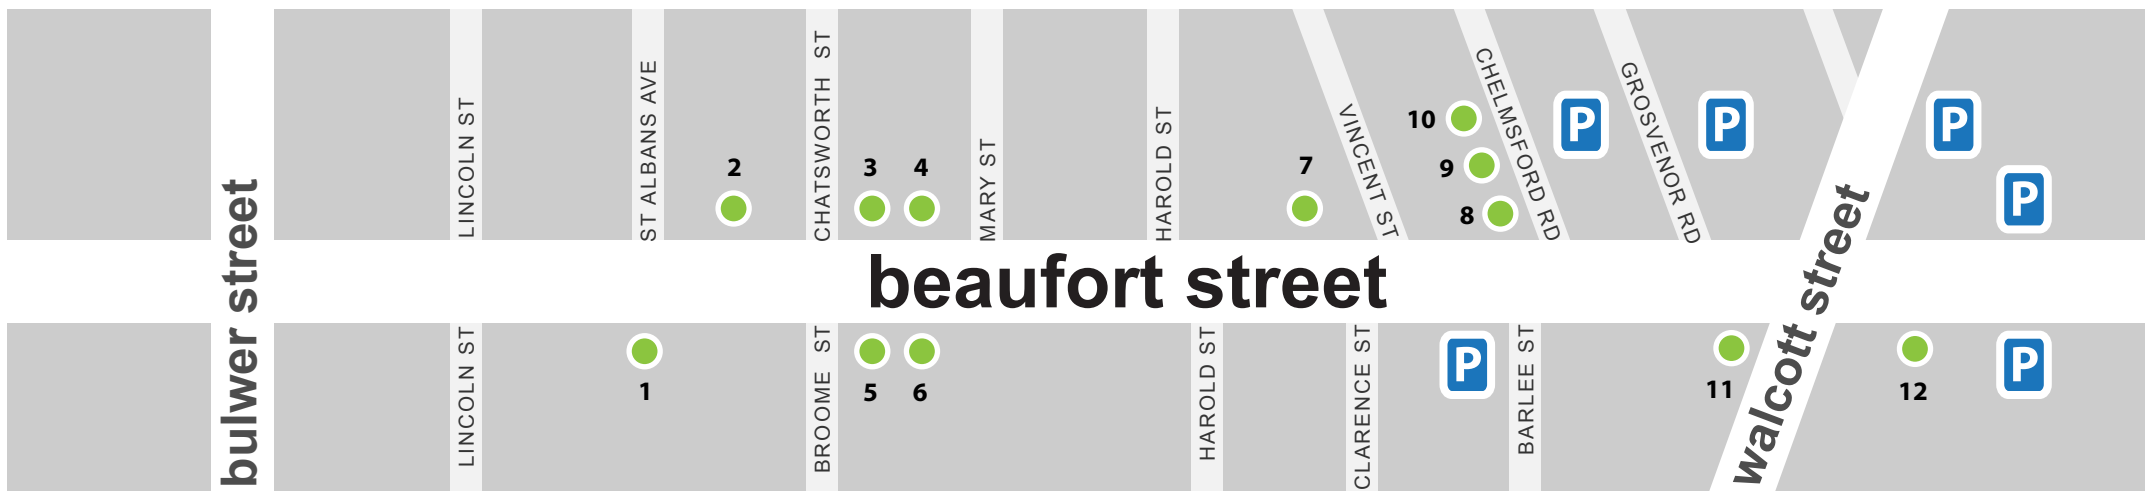 LINCOLN ST
ST ALBANS AVE
CHATSWORTH ST
MARY ST
HAROLD ST
VINCENT ST
CHELMSFORD RD
GROSVENOR RD
2
3
4
7
10
9
8
P
P
P
P
bulwer street
beaufort street
walcott street
LINCOLN ST
BROOME ST
HAROLD ST
CLARENCE ST
BARLEE ST
1
5
6
P
11
12
P